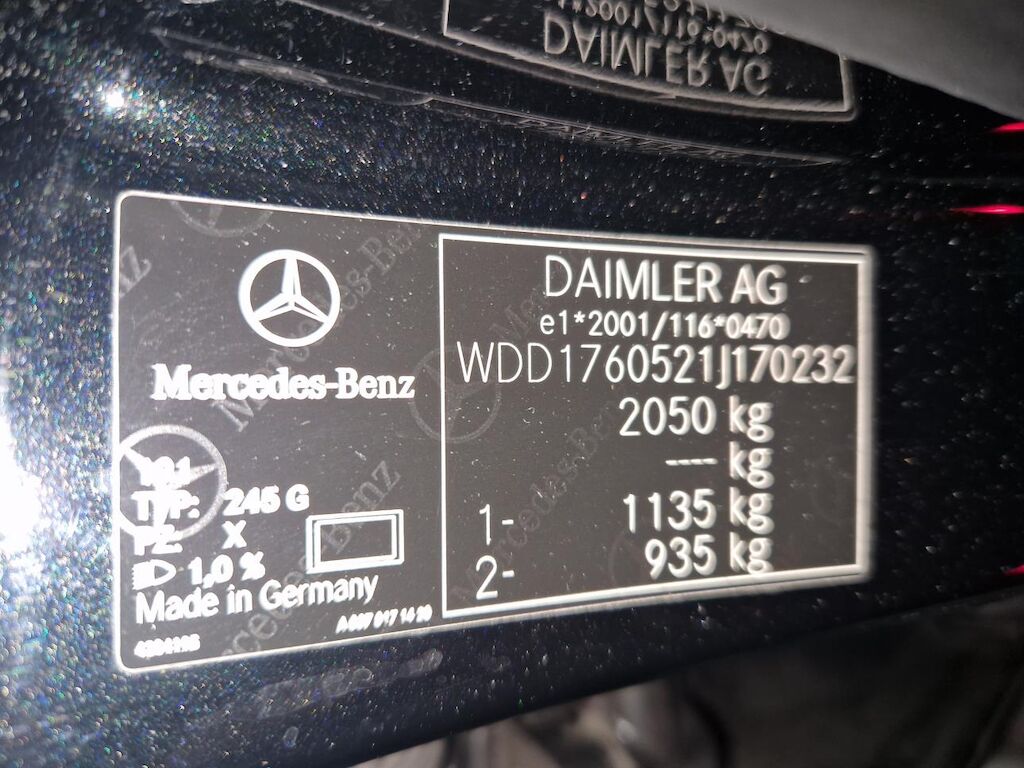 DAIMLER AG
e1*2001/116*0470
WDD1760521J170232
2050 kg
---- kg
1- 1135 kg
2- 935 kg
Mercedes-Benz
TYP: 245 G
FZ: X
1,0 %
Made in Germany